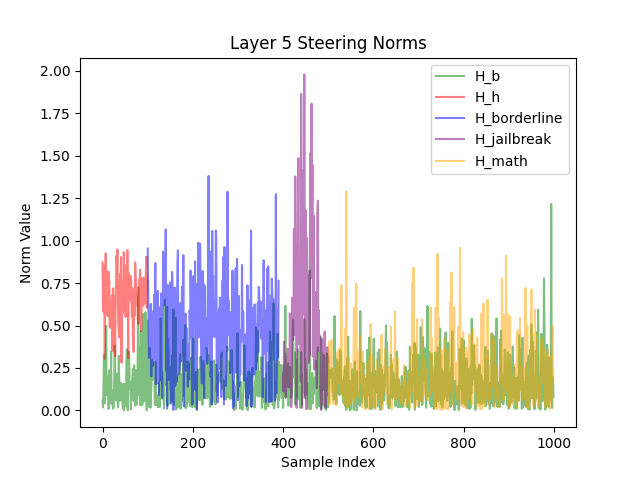 Layer 5 Steering Norms
2.00
1.75
1.50
1.25
1.00
0.75
0.50
0.25
0.00
Norm Value
H_b
H_h
H_borderline
H_jailbreak
H_math
0 200 400 600 800 1000
Sample Index